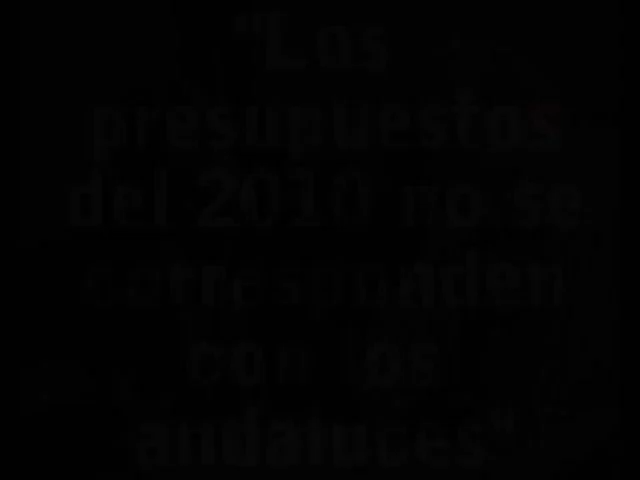 "Los
presupuestos
del 2010 no se
corresponden
con los
andaluces"